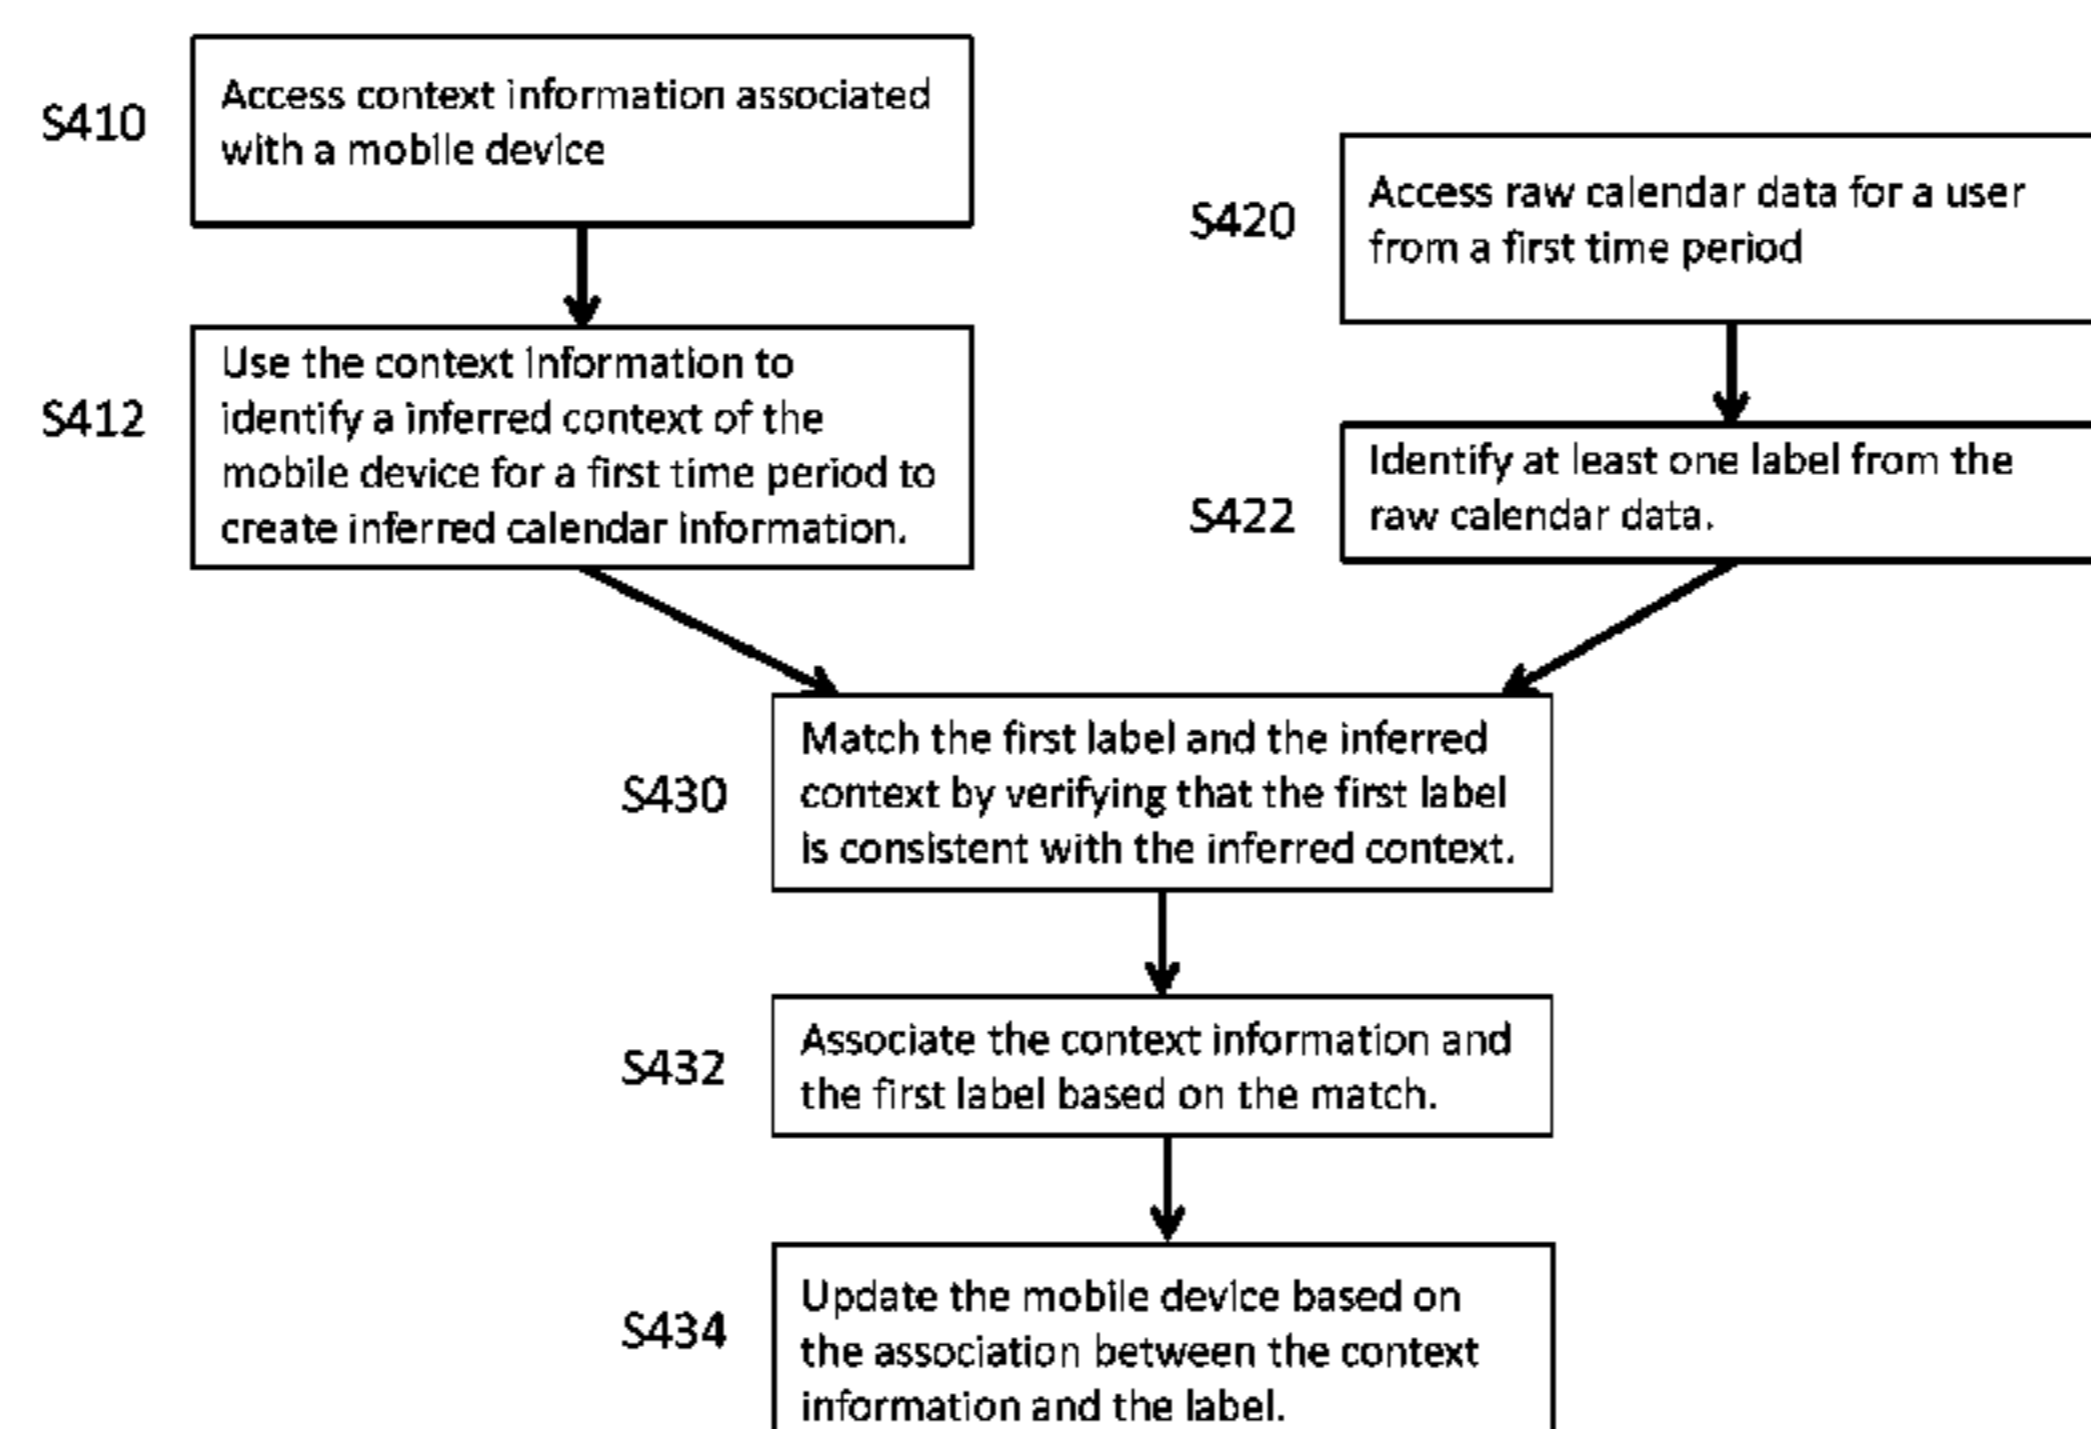 S410
Access context information associated
with a mobile device
S412
Use the context information to
identify a inferred context of the
mobile device for a first time period to
create inferred calendar information.
S420
Access raw calendar data for a user
from a first time period
S422
Identify at least one label from the
raw calendar data.
S430
Match the first label and the inferred
context by verifying that the first label
is consistent with the inferred context.
S432
Associate the context information and
the first label based on the match.
S434
Update the mobile device based on
the association between the context
information and the label.